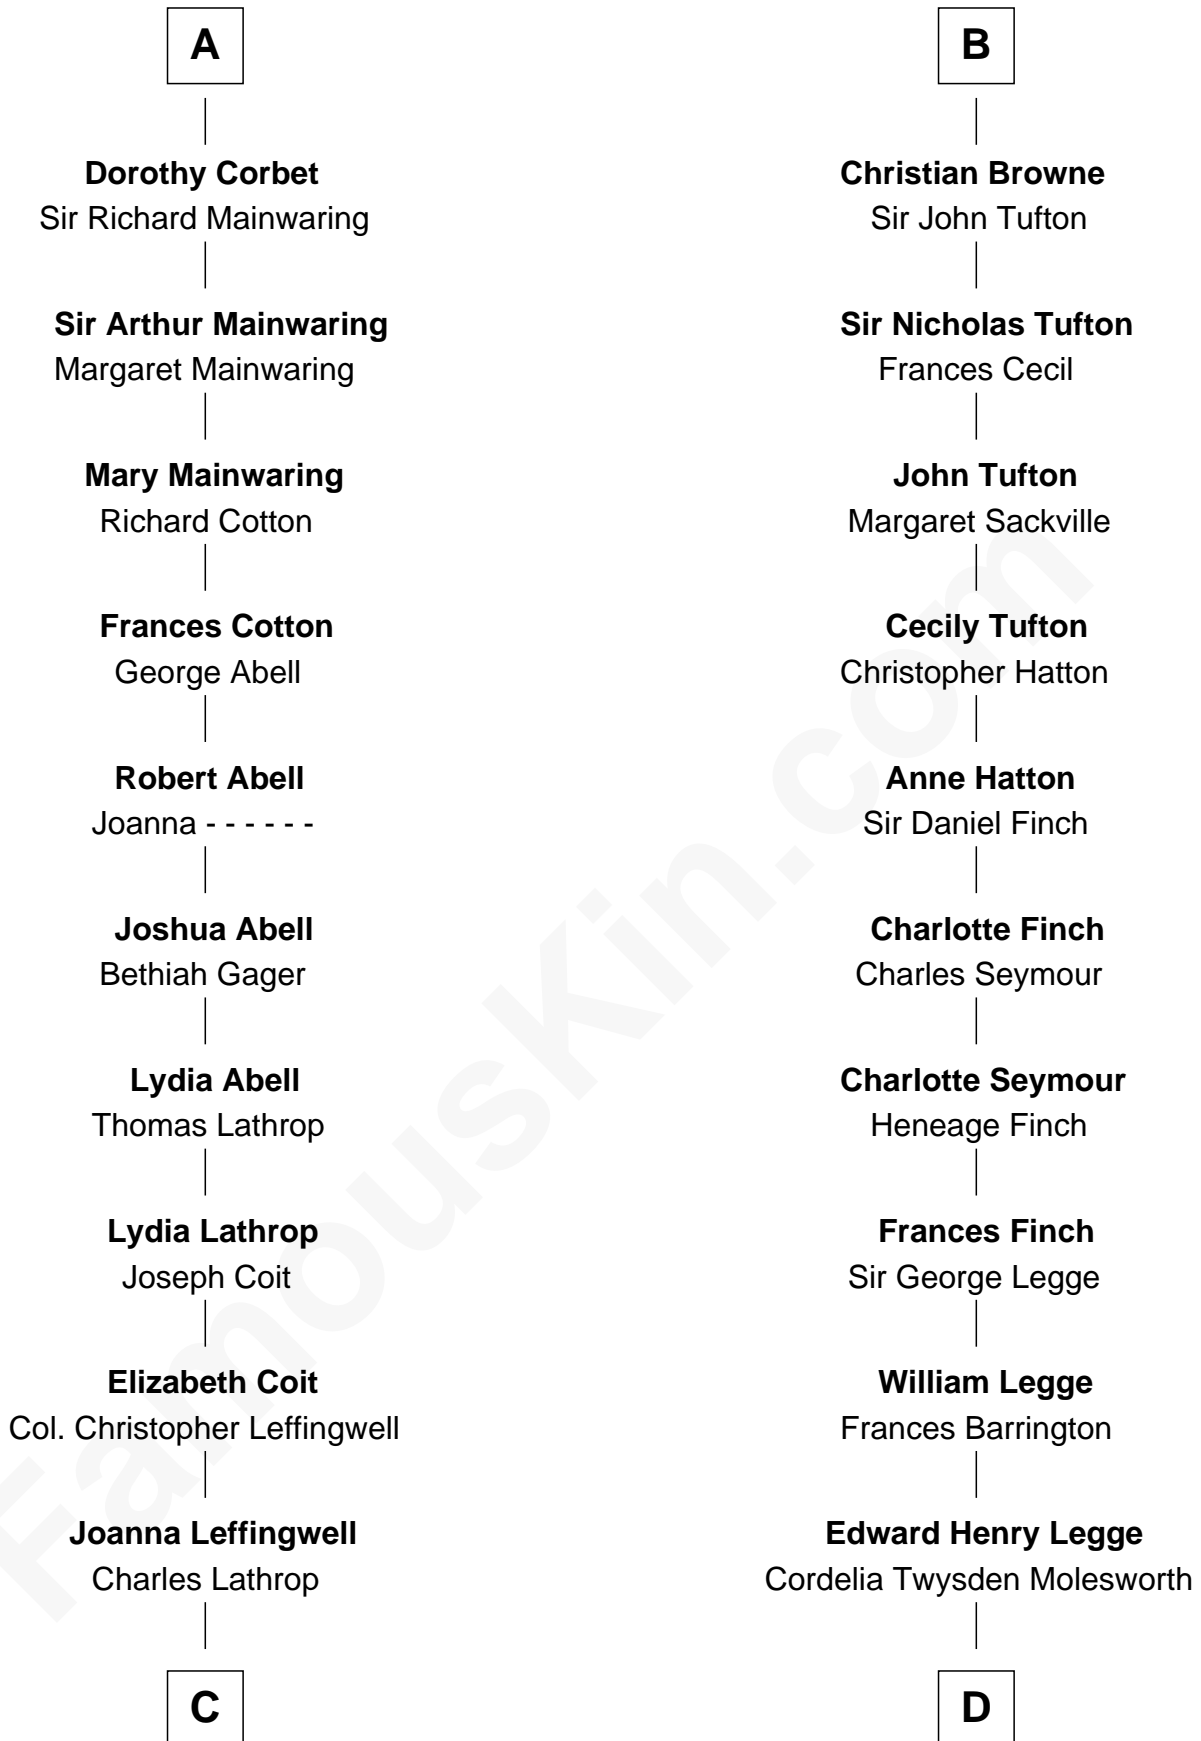 A
Dorothy Corbet
Sir Richard Mainwaring
Sir Arthur Mainwaring
Margaret Mainwaring
Mary Mainwaring
Richard Cotton
Frances Cotton
George Abell
Robert Abell
Joanna - - - - - -
Joshua Abell
Bethiah Gager
Lydia Abell
Thomas Lathrop
Lydia Lathrop
Joseph Coit
Elizabeth Coit
Col. Christopher Leffingwell
Joanna Leffingwell
Charles Lathrop
C
B
Christian Browne
Sir John Tufton
Sir Nicholas Tufton
Frances Cecil
John Tufton
Margaret Sackville
Cecily Tufton
Christopher Hatton
Anne Hatton
Sir Daniel Finch
Charlotte Finch
Charles Seymour
Charlotte Seymour
Heneage Finch
Frances Finch
Sir George Legge
William Legge
Frances Barrington
Edward Henry Legge
Cordelia Twysden Molesworth
D
FamousKin.com